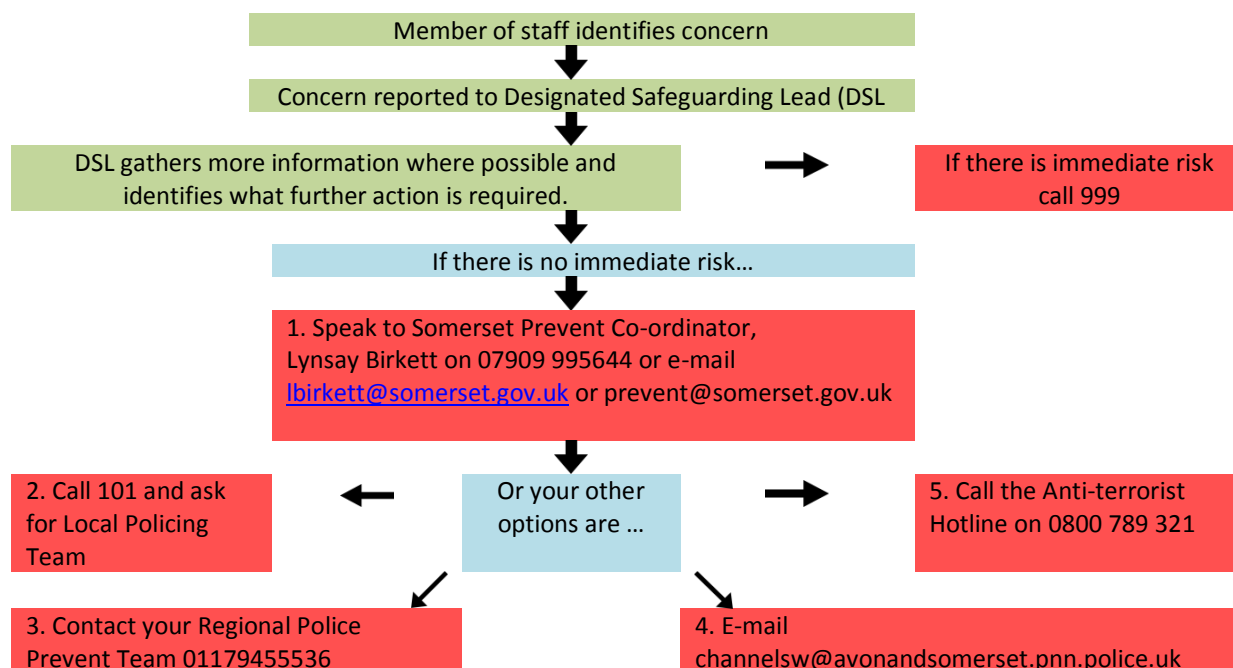 Member of staff identifies concern
Concern reported to Designated Safeguarding Lead (DSL
DSL gathers more information where possible and
identifies what further action is required.
If there is immediate risk
call 999
If there is no immediate risk…
1. Speak to Somerset Prevent Co-ordinator,
Lynsay Birkett on 07909 995644 or e-mail
lbirkett@somerset.gov.uk or prevent@somerset.gov.uk
Or your other
options are …
2. Call 101 and ask
for Local Policing
Team
3. Contact your Regional Police
Prevent Team 01179455536
4. E-mail
channelsw@avonandsomerset.pnn.police.uk
5. Call the Anti-terrorist
Hotline on 0800 789 321